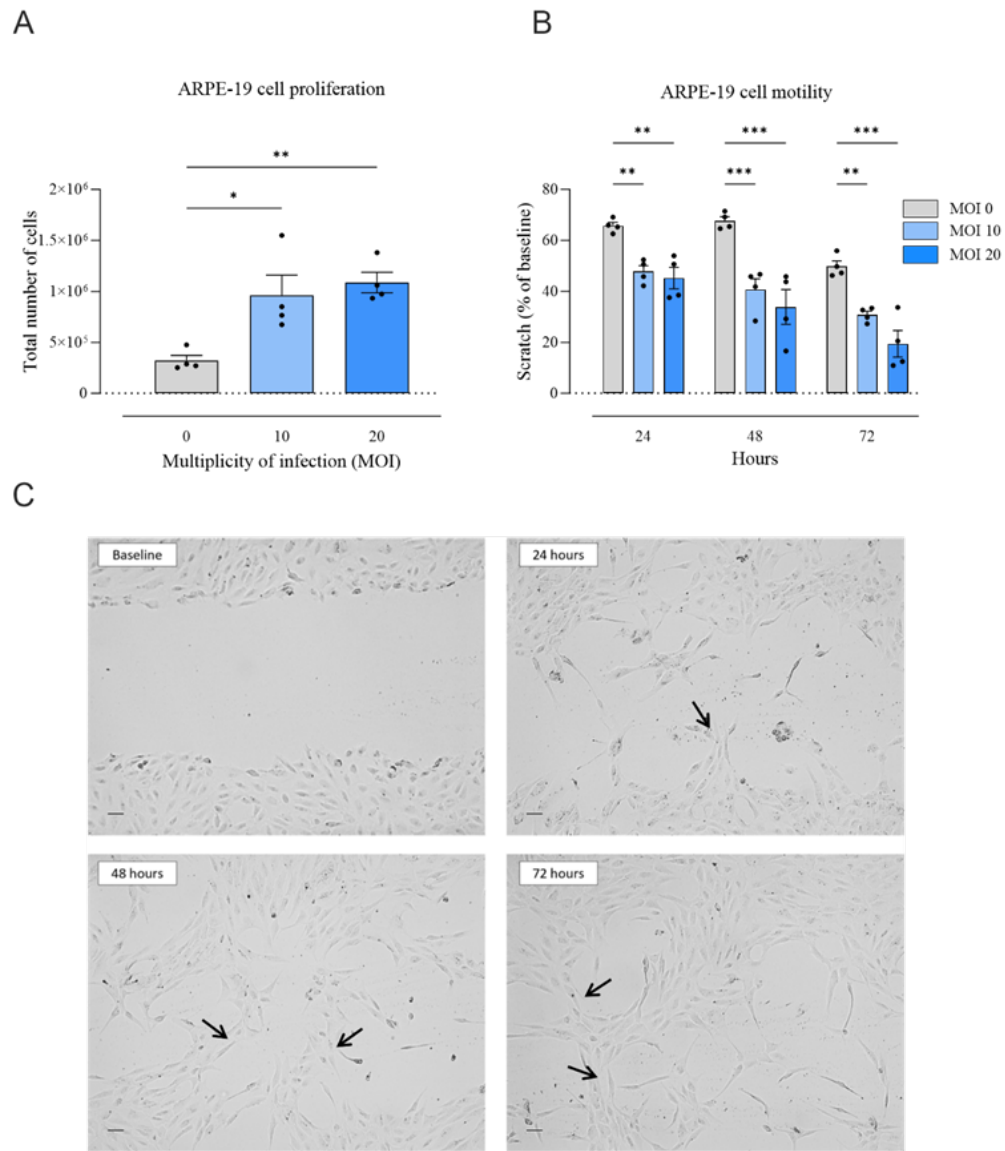 A
ARPE-19 cell proliferation
**
*
Total number of cells
2×10⁶
1.5×10⁶
1×10⁶
5×10⁵
0
0 10 20
Multiplicity of infection (MOI)
B
ARPE-19 cell motility
** *** ***
** *** **
Scratch (% of baseline)
80
60
40
20
0
24 48 72
Hours
MOI 0
MOI 10
MOI 20
C
Baseline
24 hours
48 hours
72 hours